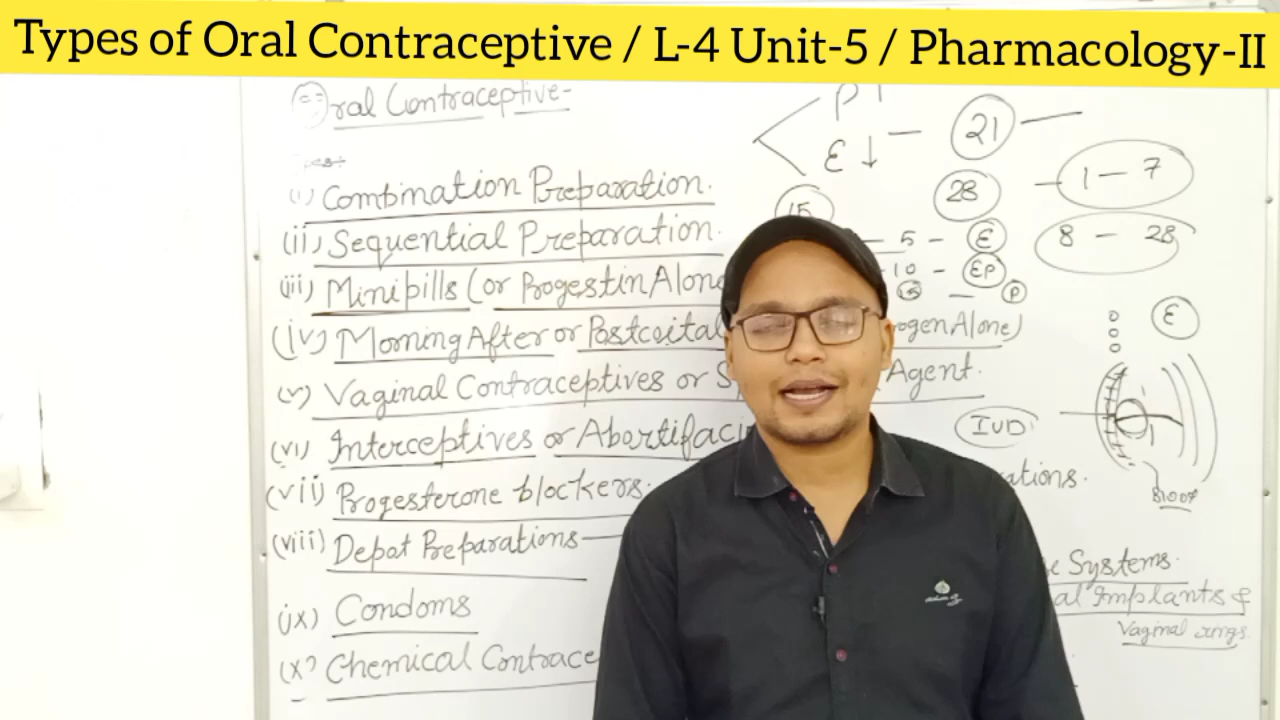 Types of Oral Contraceptive / L-4 Unit-5 / Pharmacology-II
Oral Contraceptive-
(i) Combination Preparation.
(ii) Sequential Preparation.
(iii) Minipills (or Progestin Alone
(iv) Morning After or Postcoital
ogen Alone)
(v) Vaginal Contraceptives or S
Agent.
(vi) Interceptives or Abortifaci
(vii) Progesterone blockers.
ations.
(viii) Depot Preparations
(ix) Condoms
(x) Chemical Contrace
P
E ↓ — 21 —
28 — 1 — 7
15
8 — 28
— 5 — E
10 — EP
15 — P
E
IUD
Blood
Systems.
al Implants &
Vaginal rings.